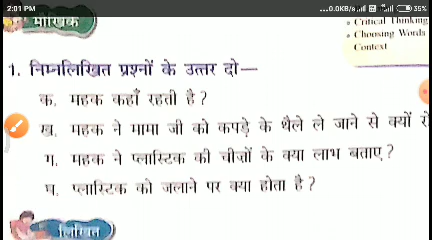 2:01 PM
...0.0KB/s 35%
मौखिक
Critical Thinking
Choosing Words
Context
1. निम्नलिखित प्रश्नों के उत्तर दो—
क. महक कहाँ रहती है?
ख. महक ने मामा जी को कपड़े के थैले ले जाने से क्यों
ग. महक ने प्लास्टिक की चीज़ों के क्या लाभ बताए?
घ. प्लास्टिक को जलाने पर क्या होता है?
लिखित